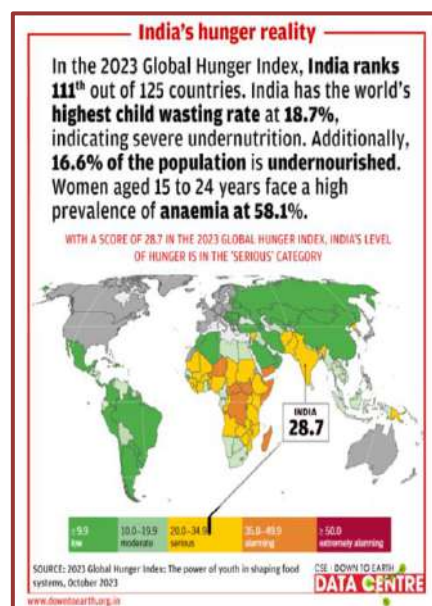 India's hunger reality
In the 2023 Global Hunger Index, India ranks
111th out of 125 countries. India has the world's
highest child wasting rate at 18.7%,
indicating severe undernutrition. Additionally,
16.6% of the population is undernourished.
Women aged 15 to 24 years face a high
prevalence of anaemia at 58.1%.
WITH A SCORE OF 28.7 IN THE 2023 GLOBAL HUNGER INDEX, INDIA'S LEVEL
OF HUNGER IS IN THE 'SERIOUS' CATEGORY
INDIA
28.7
≤ 9.9 10.0–19.9 20.0–34.9 35.0–49.9 ≥ 50.0
low moderate serious alarming extremely alarming
SOURCE: 2023 Global Hunger Index: The power of youth in shaping food
systems, October 2023
CSE DOWN TO EARTH
DATA CENTRE
www.downtoearth.org.in